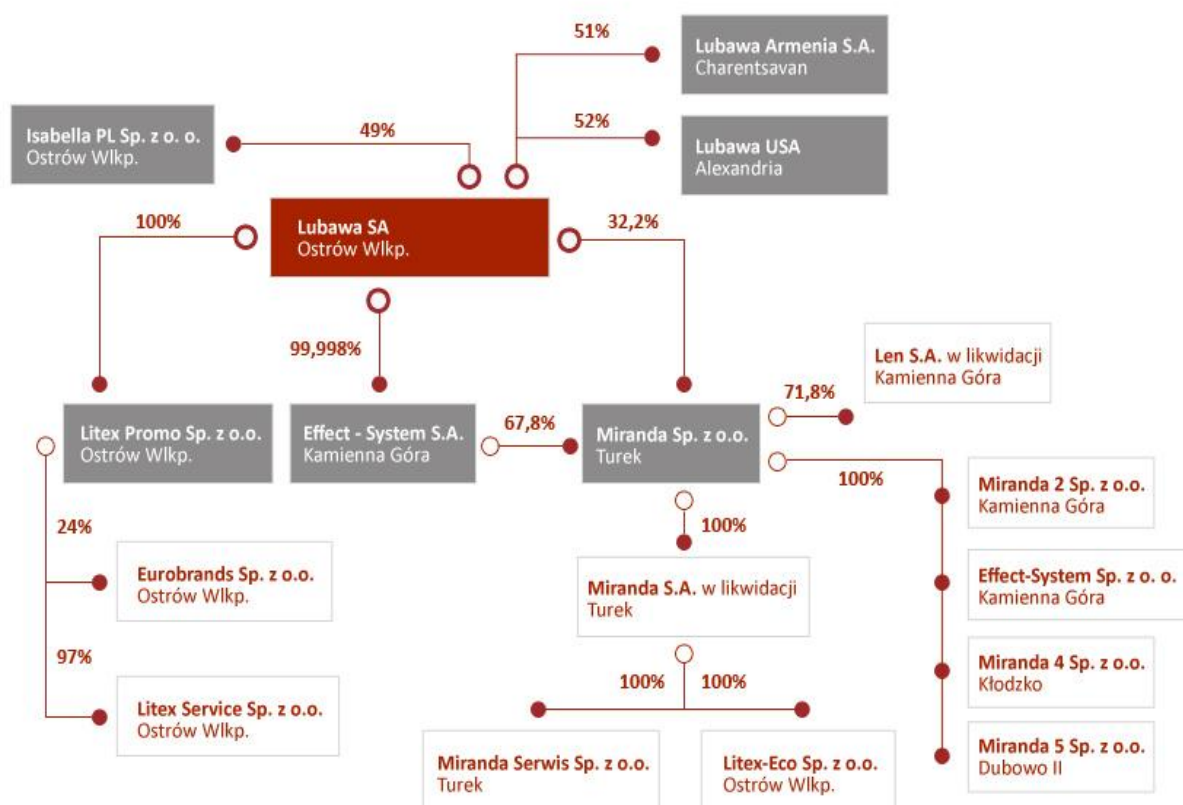 51%
Lubawa Armenia S.A.
Charentsavan
Isabella PL Sp. z o. o.
Ostrów Wlkp.
49%
52%
Lubawa USA
Alexandria
100%
Lubawa SA
Ostrów Wlkp.
32,2%
99,998%
Len S.A. w likwidacji
Kamienna Góra
71,8%
Litex Promo Sp. z o.o.
Ostrów Wlkp.
Effect - System S.A.
Kamienna Góra
67,8%
Miranda Sp. z o.o.
Turek
100%
Miranda 2 Sp. z o.o.
Kamienna Góra
24%
100%
Eurobrands Sp. z o.o.
Ostrów Wlkp.
Miranda S.A. w likwidacji
Turek
Effect-System Sp. z o. o.
Kamienna Góra
97%
100%
100%
Miranda 4 Sp. z o.o.
Kłodzko
Litex Service Sp. z o.o.
Ostrów Wlkp.
Miranda Serwis Sp. z o.o.
Turek
Litex-Eco Sp. z o.o.
Ostrów Wlkp.
Miranda 5 Sp. z o.o.
Dubowo II